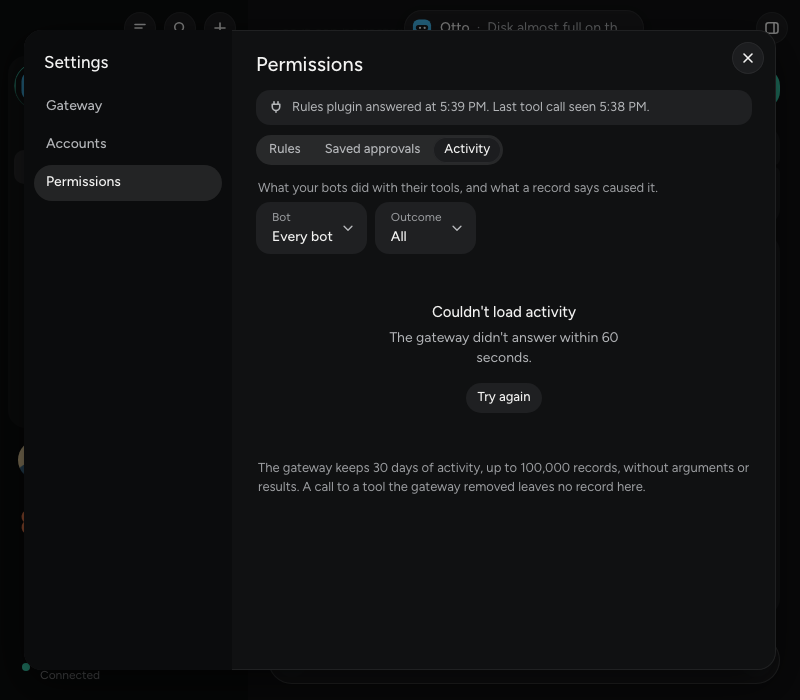 Otto · Disk almost full on th
Settings
Gateway
Accounts
Permissions
Permissions
Rules plugin answered at 5:39 PM. Last tool call seen 5:38 PM.
Rules
Saved approvals
Activity
What your bots did with their tools, and what a record says caused it.
Bot
Every bot
Outcome
All
Couldn't load activity
The gateway didn't answer within 60
seconds.
Try again
The gateway keeps 30 days of activity, up to 100,000 records, without arguments or
results. A call to a tool the gateway removed leaves no record here.
Connected